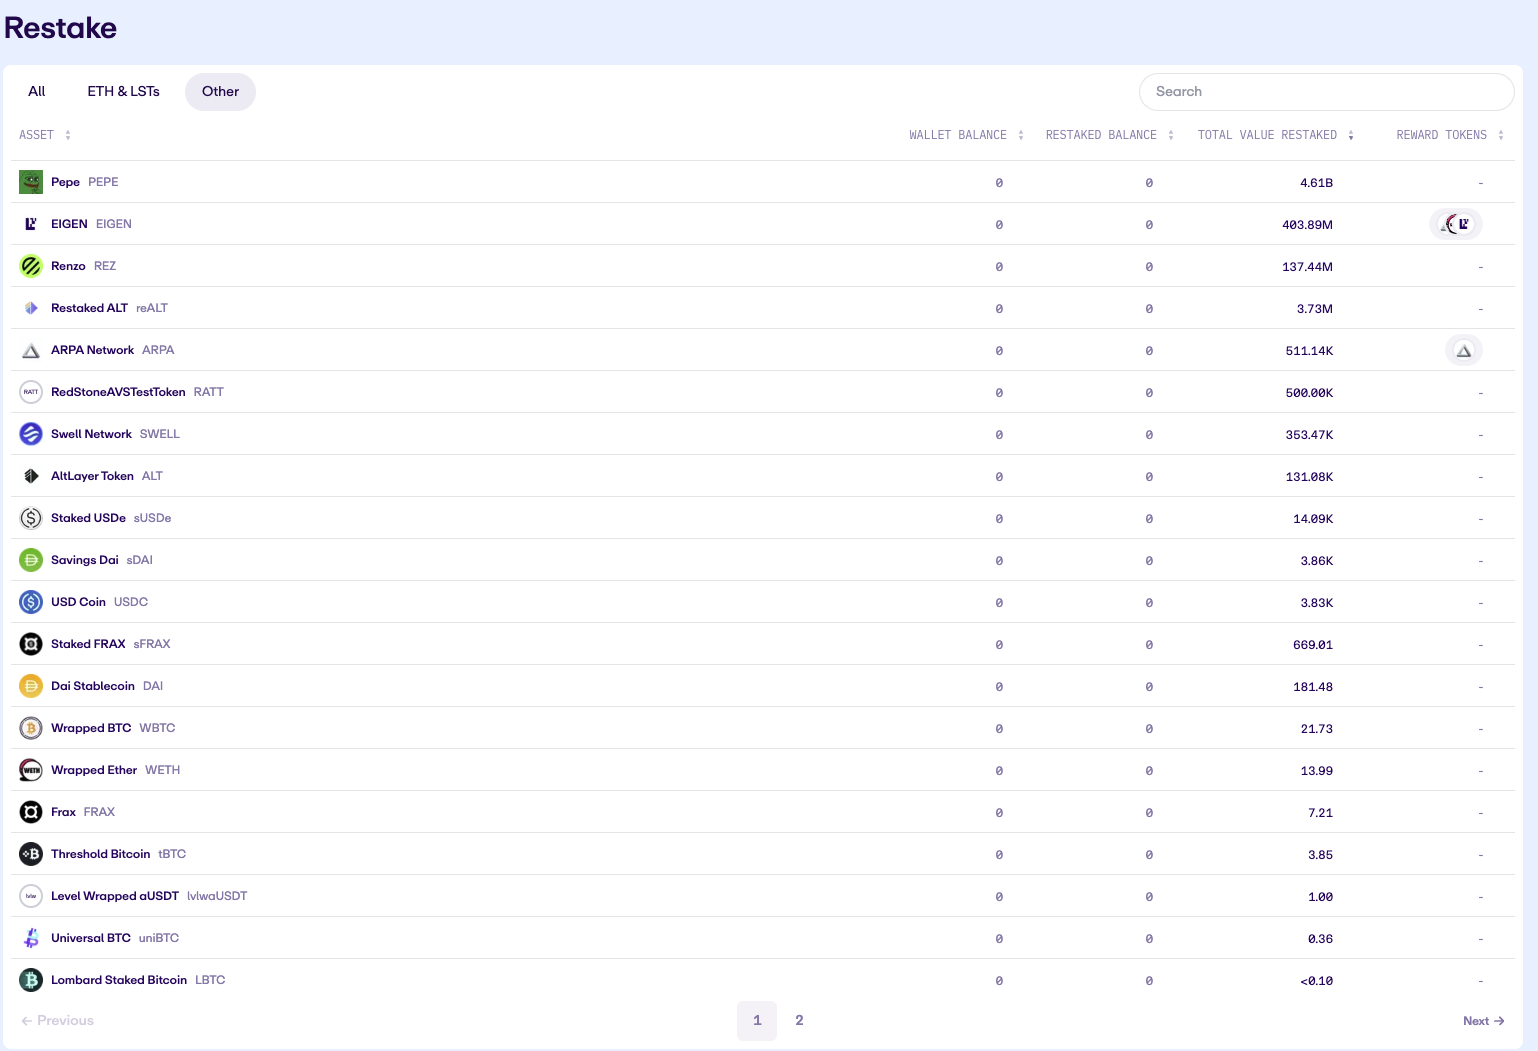 Restake
All ETH & LSTs Other Search
ASSET WALLET BALANCE RESTAKED BALANCE TOTAL VALUE RESTAKED REWARD TOKENS
Pepe PEPE 0 0 4.61B -
EIGEN EIGEN 0 0 403.89M
Renzo REZ 0 0 137.44M -
Restaked ALT reALT 0 0 3.73M -
ARPA Network ARPA 0 0 511.14K
RATT RedStoneAVSTestToken RATT 0 0 500.00K -
Swell Network SWELL 0 0 353.47K -
AltLayer Token ALT 0 0 131.08K -
Staked USDe sUSDe 0 0 14.09K -
Savings Dai sDAI 0 0 3.86K -
USD Coin USDC 0 0 3.83K -
Staked FRAX sFRAX 0 0 669.01 -
Dai Stablecoin DAI 0 0 181.48 -
Wrapped BTC WBTC 0 0 21.73 -
WETH Wrapped Ether WETH 0 0 13.99 -
Frax FRAX 0 0 7.21 -
Threshold Bitcoin tBTC 0 0 3.85 -
lvlw Level Wrapped aUSDT lvlwaUSDT 0 0 1.00 -
Universal BTC uniBTC 0 0 0.36 -
Lombard Staked Bitcoin LBTC 0 0 <0.10 -
← Previous 1 2 Next →